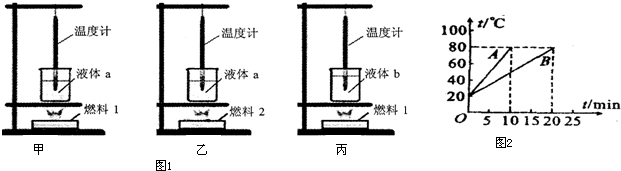 温度计
液体 a
燃料 1
甲
温度计
液体 a
燃料 2
乙
温度计
液体 b
燃料 1
丙
图1
t/°C
100
80
60
40
20
O
A
B
5 10 15 20 25
t/min
图2